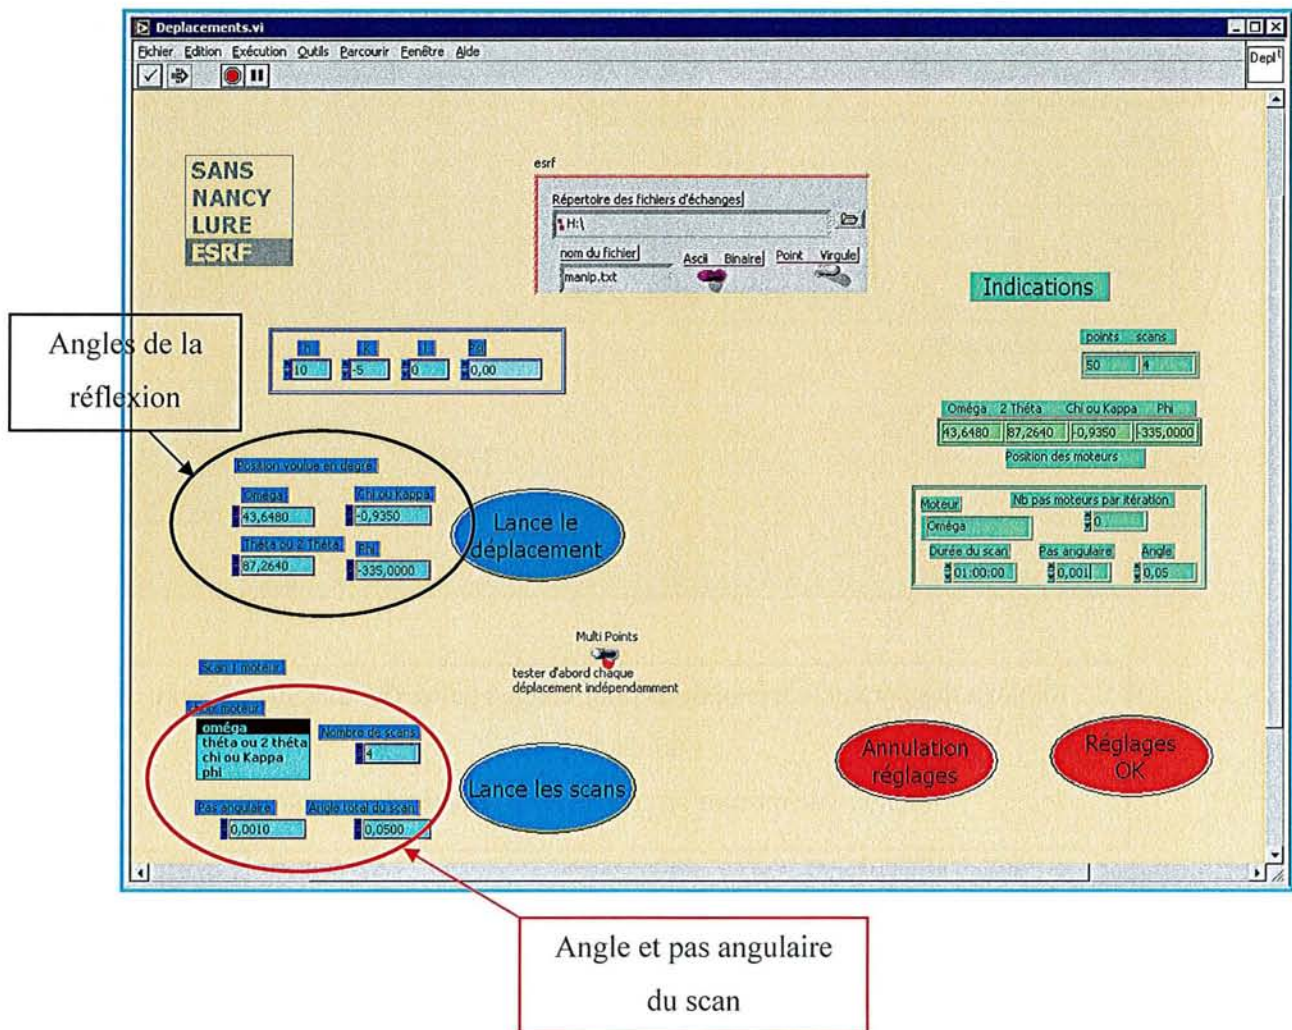 Deplacements.vi
Fichier Edition Exécution Outils Parcourir Fenêtre Aide
Depl
SANS
NANCY
LURE
ESRF
esrf
Répertoire des fichiers d'échanges
H:\
nom du fichier
Ascii Binaire
Point Virgule
manip.txt
Indications
Angles de la
réflexion
10 -5 0 0,00
points scans
50 4
Oméga 2 Théta Chi ou Kappa Phi
43,6480 87,2640 -0,9350 -335,0000
Position des moteurs
Position voulue en degré
Oméga Chi ou Kappa
43,6480 -0,9350
Théta ou 2 Théta Phi
87,2640 -335,0000
Lance le
déplacement
Moteur Nb pas moteurs par itération
Oméga 0
Durée du scan Pas angulaire Angle
01:00:00 0,001 0,05
Multi Points
tester d'abord chaque
déplacement indépendamment
Scan 1 moteur
Choix moteur
oméga
théta ou 2 théta
chi ou Kappa
phi
Nombre de scans
4
Pas angulaire Angle total du scan
0,0010 0,0500
Lance les scans
Annulation
réglages
Réglages
OK
Angle et pas angulaire
du scan